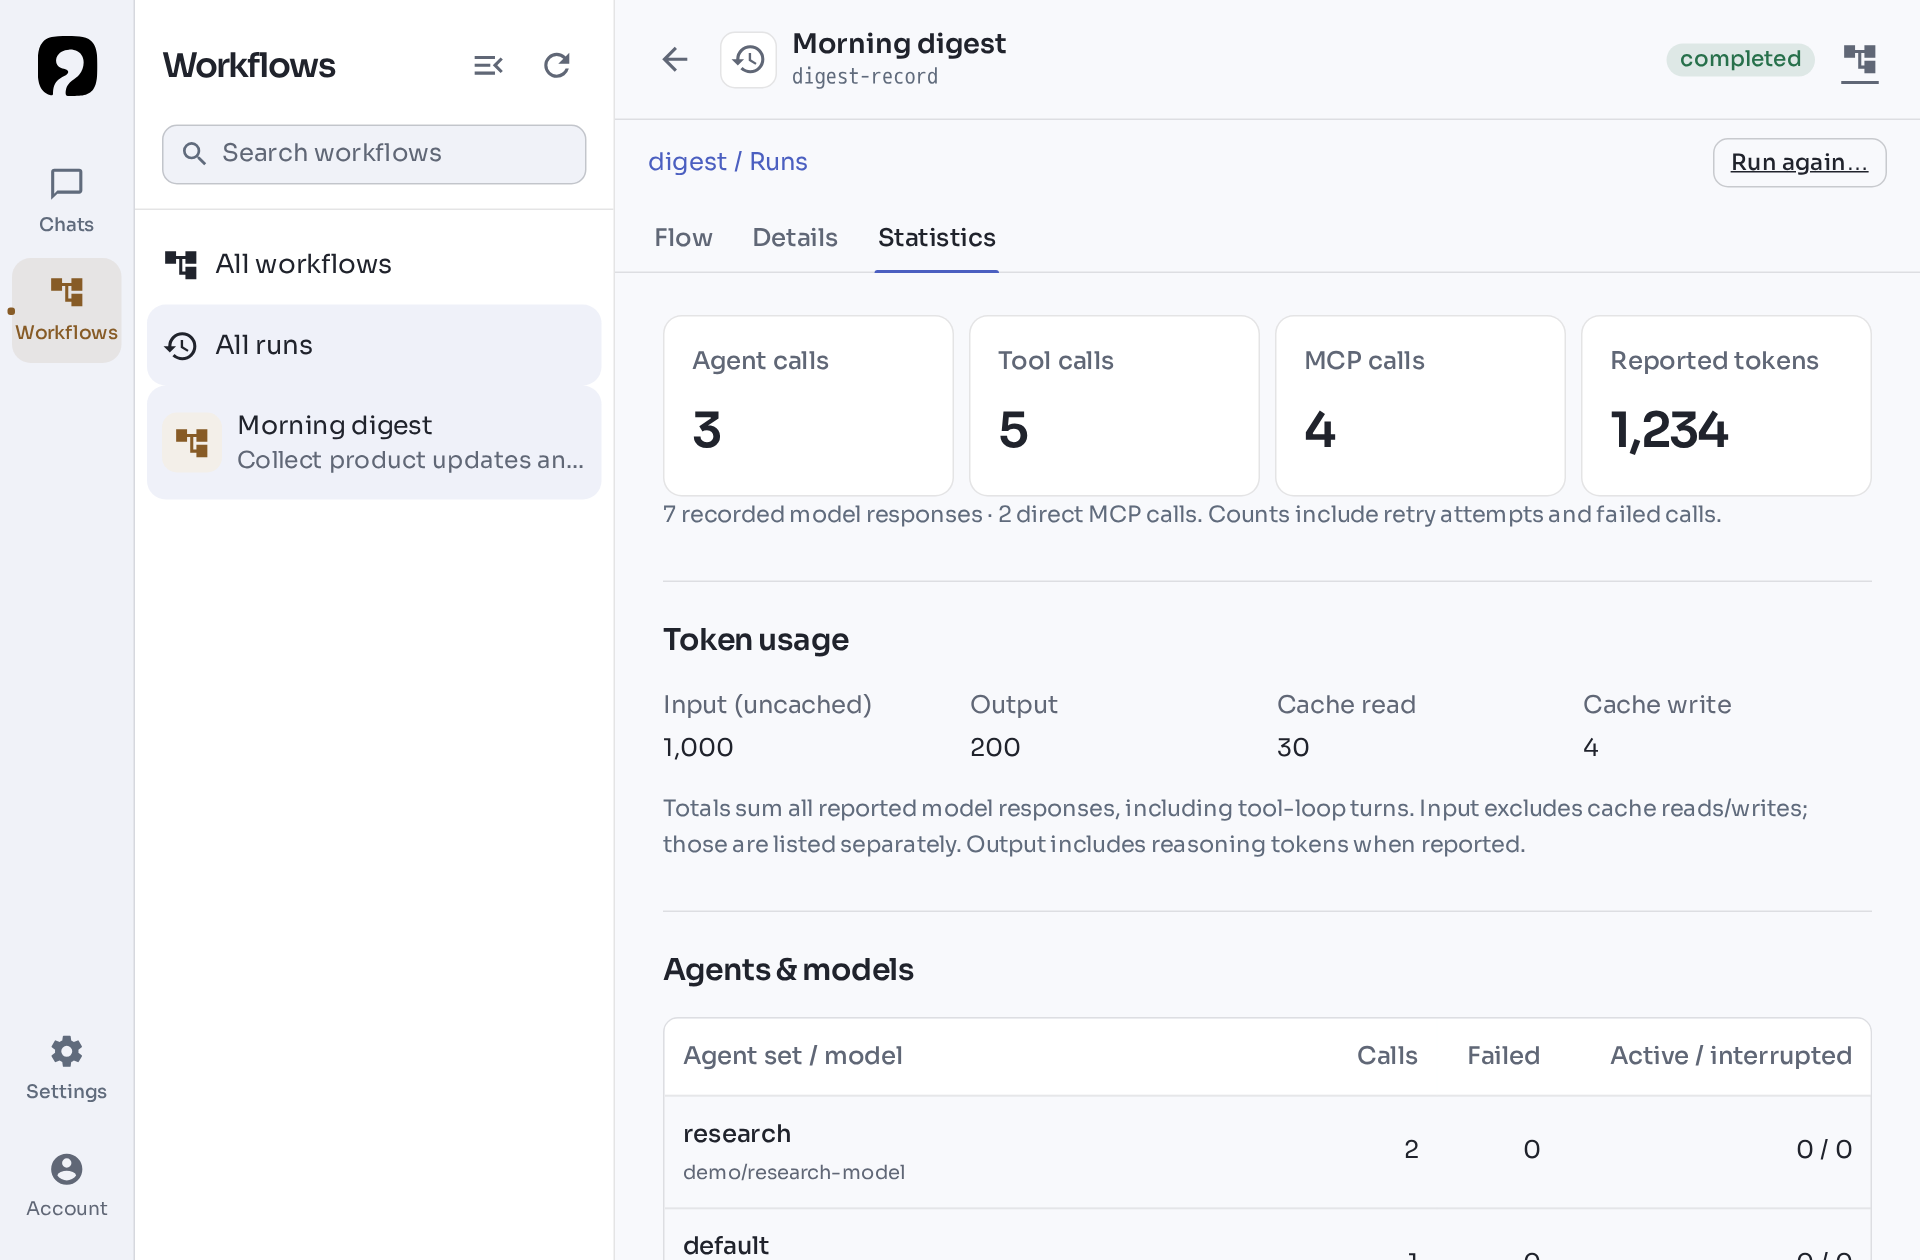 Workflows
Search workflows
Chats
Workflows
Settings
Account
All workflows
All runs
Morning digest
Collect product updates an...
Morning digest
digest-record
completed
digest / Runs
Run again...
Flow
Details
Statistics
Agent calls
3
Tool calls
5
MCP calls
4
Reported tokens
1,234
7 recorded model responses · 2 direct MCP calls. Counts include retry attempts and failed calls.
Token usage
Input (uncached)
1,000
Output
200
Cache read
30
Cache write
4
Totals sum all reported model responses, including tool-loop turns. Input excludes cache reads/writes;
those are listed separately. Output includes reasoning tokens when reported.
Agents & models
Agent set / model Calls Failed Active / interrupted
research
demo/research-model
2 0 0 / 0
default
1 0 0 / 0